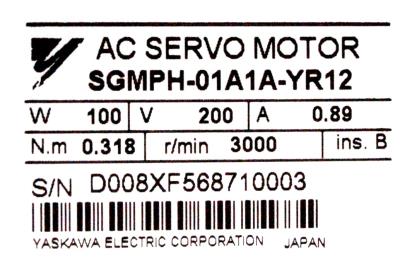 AC SERVO MOTOR
SGMPH-01A1A-YR12
W 100 V 200 A 0.89
N.m 0.318 r/min 3000 ins. B
S/N D008XF568710003
YASKAWA ELECTRIC CORPORATION JAPAN